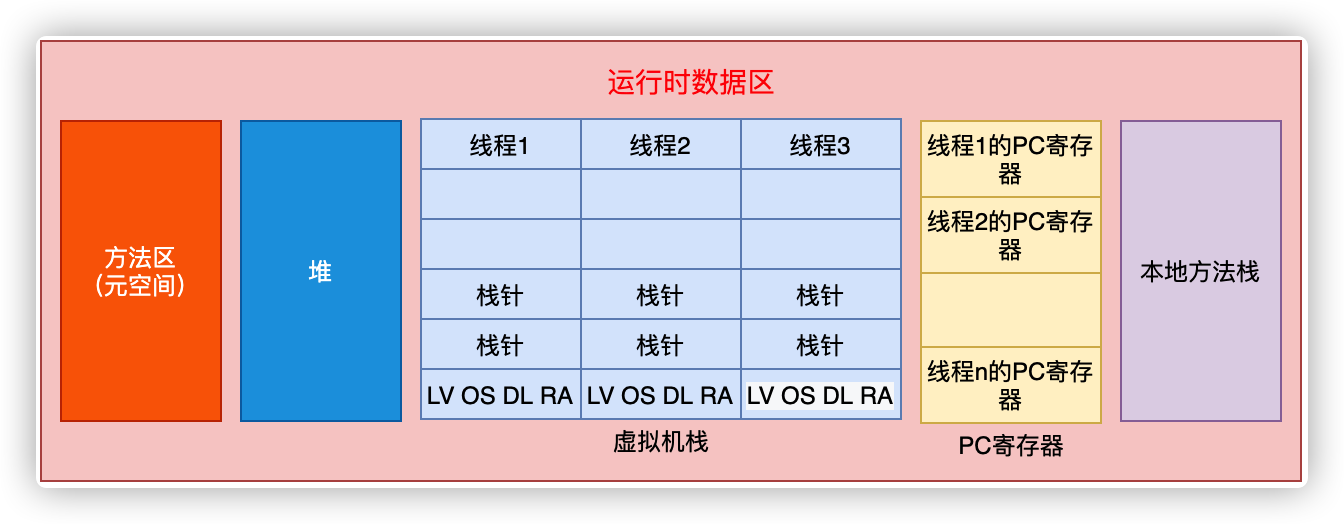 运行时数据区
方法区
(元空间)
堆
线程1 线程2 线程3
栈针 栈针 栈针
栈针 栈针 栈针
LV OS DL RA LV OS DL RA LV OS DL RA
虚拟机栈
线程1的PC寄存
器
线程2的PC寄存
器
线程n的PC寄存
器
PC寄存器
本地方法栈